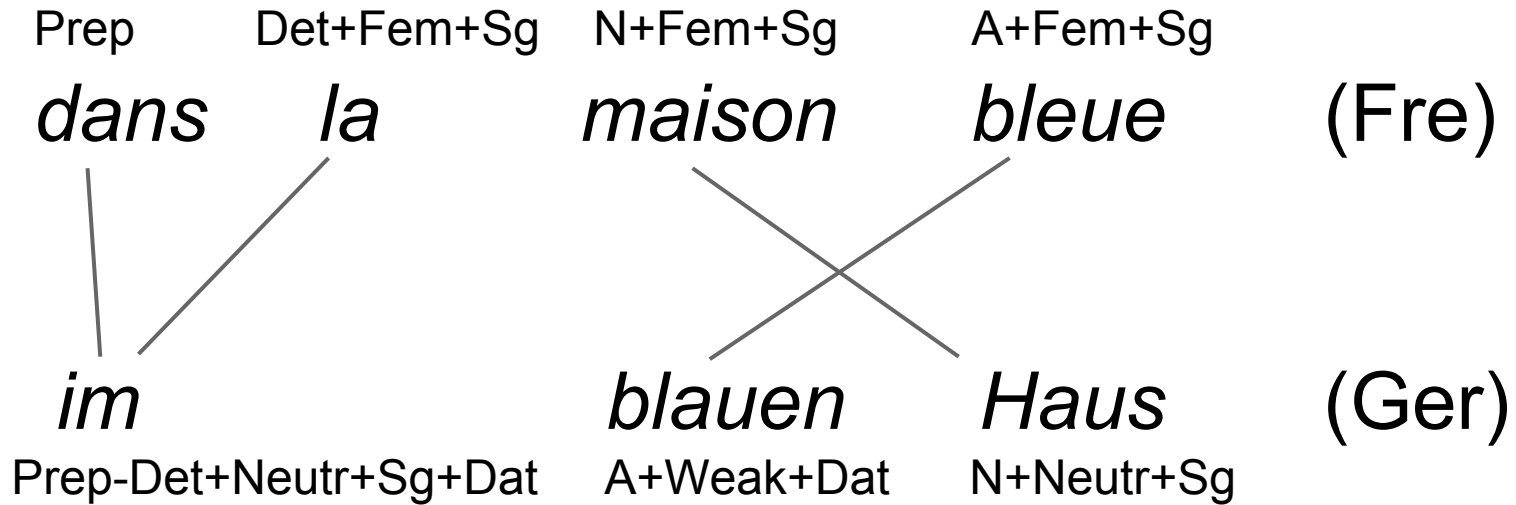 Prep Det+Fem+Sg N+Fem+Sg A+Fem+Sg
dans la maison bleue (Fre)
im blauen Haus (Ger)
Prep-Det+Neutr+Sg+Dat A+Weak+Dat N+Neutr+Sg